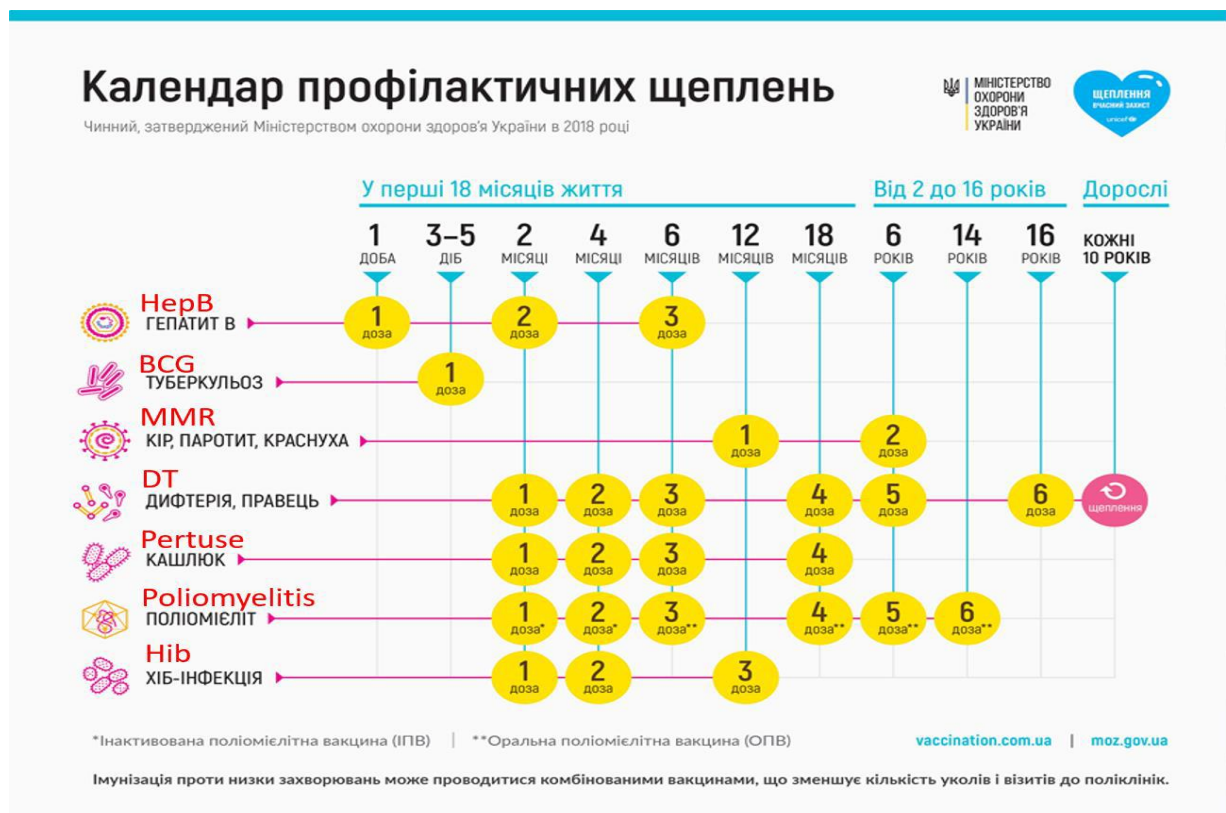 Календар профілактичних щеплень
Чинний, затверджений Міністерством охорони здоров'я України в 2018 році
МІНІСТЕРСТВО
ОХОРОНИ
ЗДОРОВ'Я
УКРАЇНИ
ЩЕПЛЕННЯ
ВЧАСНИЙ ЗАХИСТ
unicef
У перші 18 місяців життя
Від 2 до 16 років
Дорослі
1 ДОБА
3–5 ДІБ
2 МІСЯЦІ
4 МІСЯЦІ
6 МІСЯЦІВ
12 МІСЯЦІВ
18 МІСЯЦІВ
6 РОКІВ
14 РОКІВ
16 РОКІВ
КОЖНІ
10 РОКІВ
HepB
ГЕПАТИТ В
1 доза
2 доза
3 доза
BCG
ТУБЕРКУЛЬОЗ
1 доза
MMR
КІР, ПАРОТИТ, КРАСНУХА
1 доза
2 доза
DT
ДИФТЕРІЯ, ПРАВЕЦЬ
1 доза
2 доза
3 доза
4 доза
5 доза
6 доза
щеплення
Pertuse
КАШЛЮК
1 доза
2 доза
3 доза
4 доза
Poliomyelitis
ПОЛІОМІЄЛІТ
1 доза*
2 доза*
3 доза**
4 доза**
5 доза**
6 доза**
Hib
ХІБ-ІНФЕКЦІЯ
1 доза
2 доза
3 доза
*Інактивована поліомієлітна вакцина (ІПВ) | **Оральна поліомієлітна вакцина (ОПВ)
vaccination.com.ua | moz.gov.ua
Імунізація проти низки захворювань може проводитися комбінованими вакцинами, що зменшує кількість уколів і візитів до поліклінік.